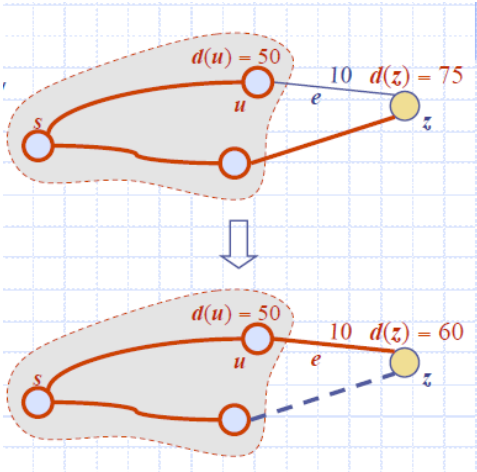 d(u) = 50
10 d(z) = 75
s u e z
d(u) = 50
10 d(z) = 60
s u e z